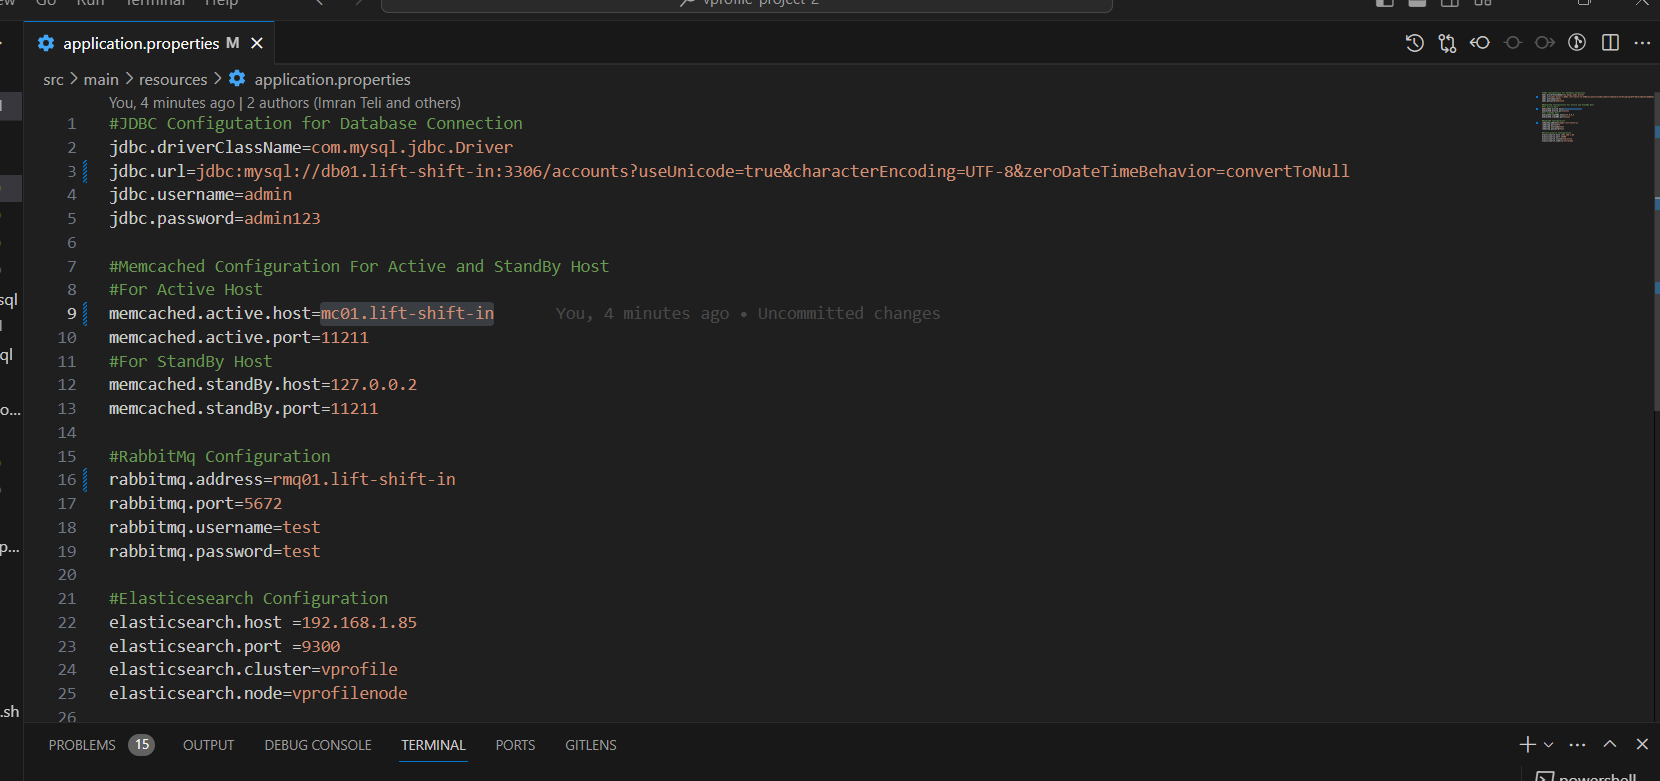 Go Run Terminal Help
vprofile-project-2
application.properties M
src > main > resources > application.properties
You, 4 minutes ago | 2 authors (Imran Teli and others)
1 #JDBC Configutation for Database Connection
2 jdbc.driverClassName=com.mysql.jdbc.Driver
3 jdbc.url=jdbc:mysql://db01.lift-shift-in:3306/accounts?useUnicode=true&characterEncoding=UTF-8&zeroDateTimeBehavior=convertToNull
4 jdbc.username=admin
5 jdbc.password=admin123
6
7 #Memcached Configuration For Active and StandBy Host
8 #For Active Host
9 memcached.active.host=mc01.lift-shift-in You, 4 minutes ago • Uncommitted changes
10 memcached.active.port=11211
11 #For StandBy Host
12 memcached.standBy.host=127.0.0.2
13 memcached.standBy.port=11211
14
15 #RabbitMq Configuration
16 rabbitmq.address=rmq01.lift-shift-in
17 rabbitmq.port=5672
18 rabbitmq.username=test
19 rabbitmq.password=test
20
21 #Elasticesearch Configuration
22 elasticsearch.host =192.168.1.85
23 elasticsearch.port =9300
24 elasticsearch.cluster=vprofile
25 elasticsearch.node=vprofilenode
26
sql
ql
o...
p...
.sh
PROBLEMS 15 OUTPUT DEBUG CONSOLE TERMINAL PORTS GITLENS
powershell